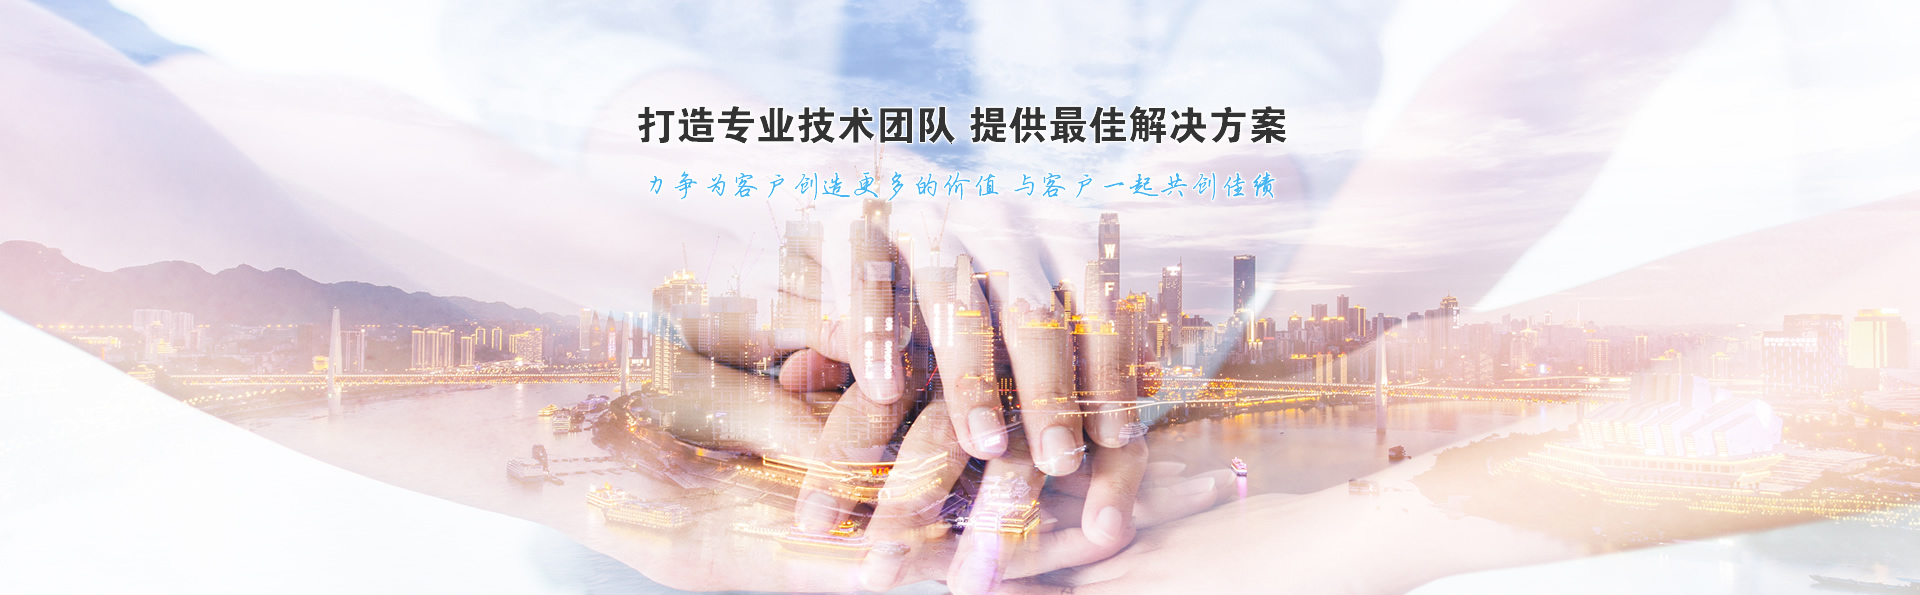 打造专业技术团队 提供最佳解决方案
力争为客户创造更多的价值 与客户一起共创佳绩
WF